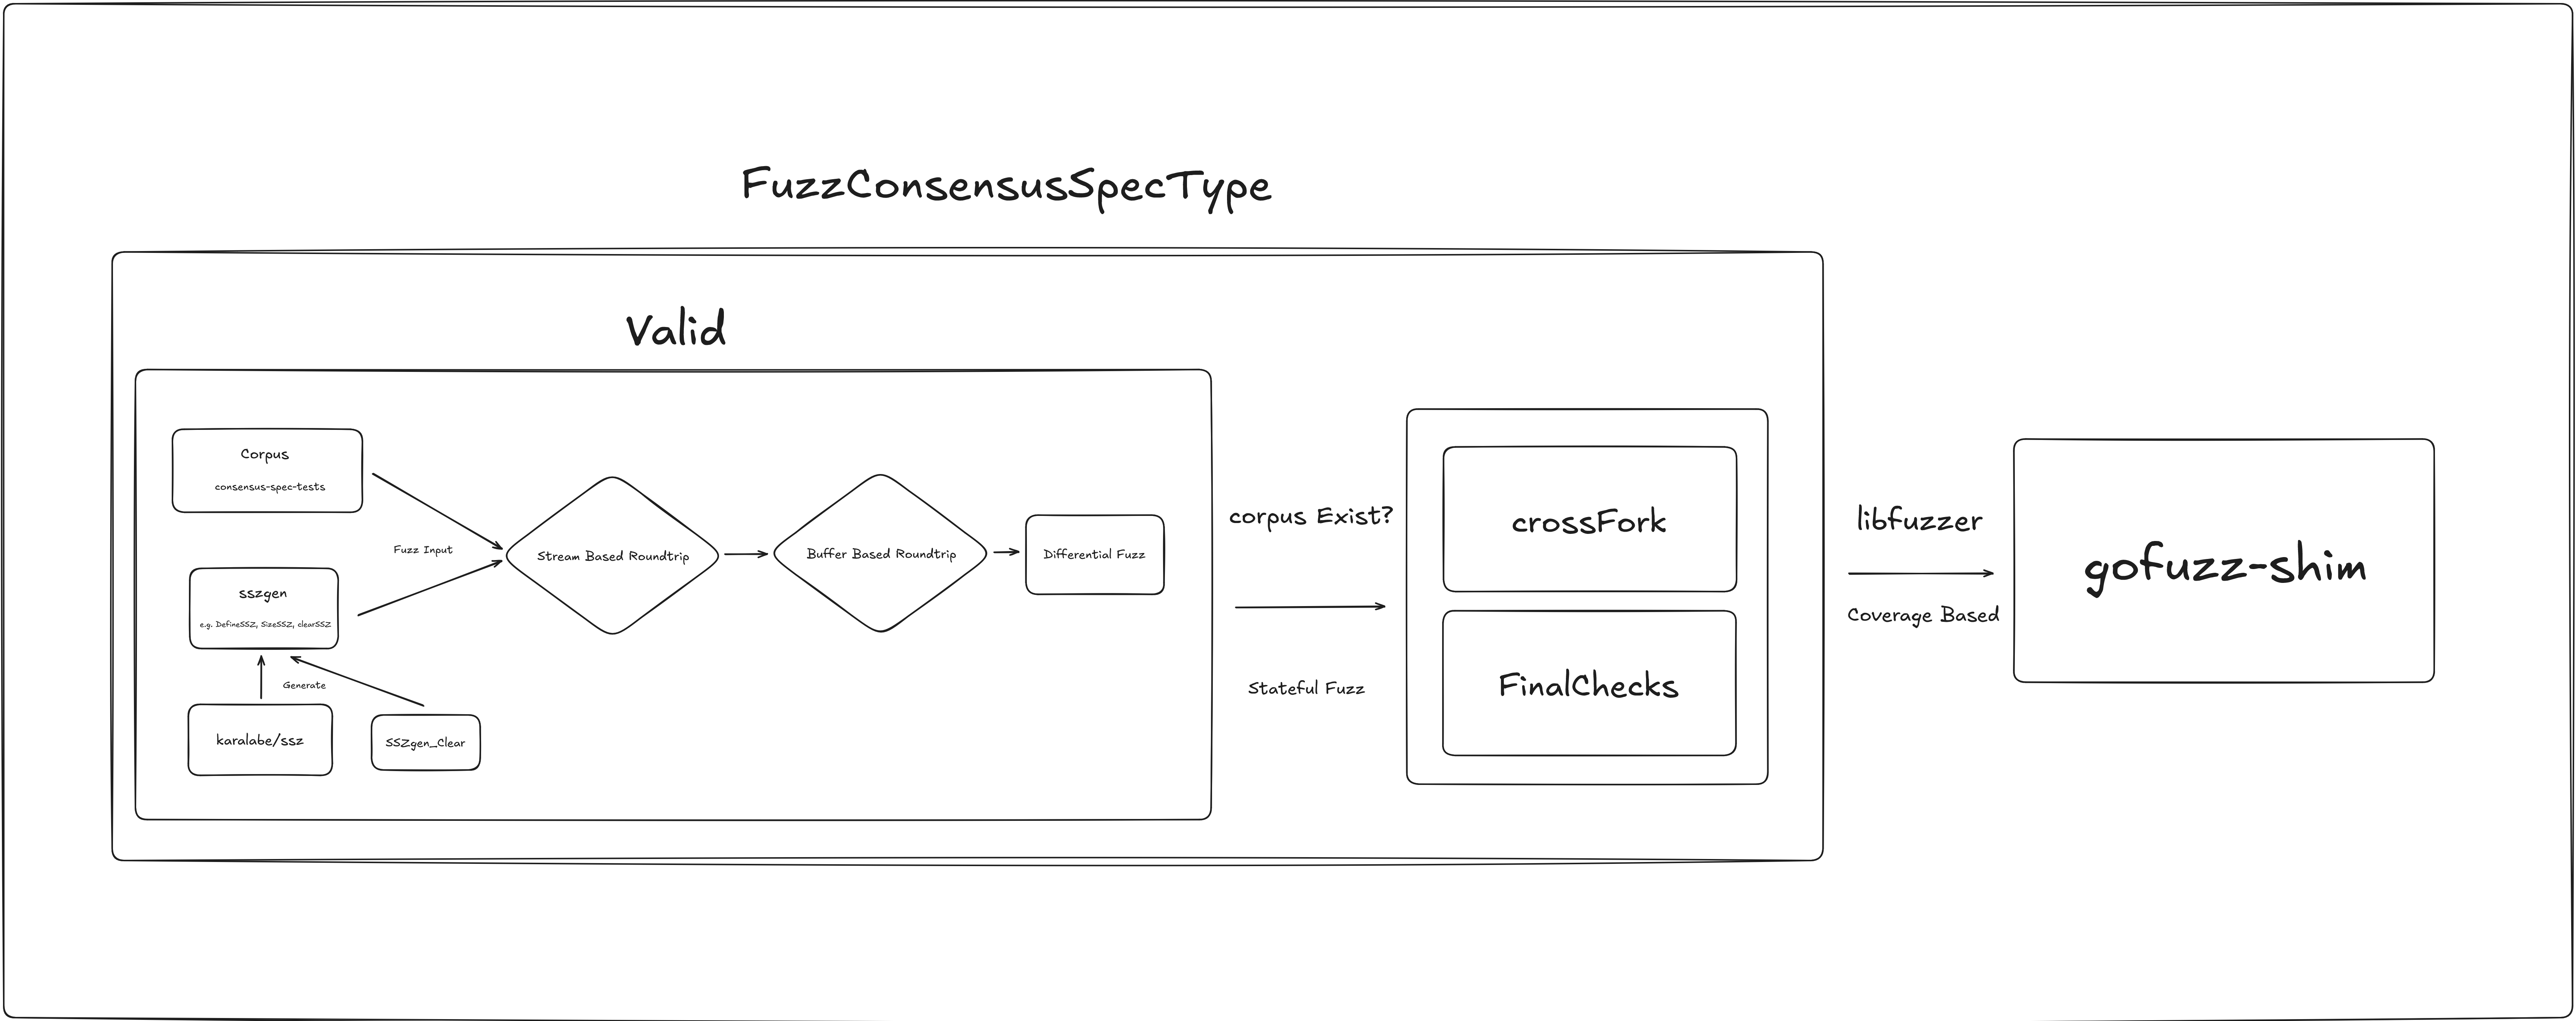 FuzzConsensusSpecType
Valid
Corpus
consensus-spec-tests
Fuzz Input
sszgen
e.g. DefineSSZ, SizeSSZ, clearSSZ
Generate
karalabe/ssz
SSZgen_Clear
Stream Based Roundtrip
Buffer Based Roundtrip
Differential Fuzz
corpus Exist?
Stateful Fuzz
crossFork
FinalChecks
libfuzzer
Coverage Based
gofuzz-shim